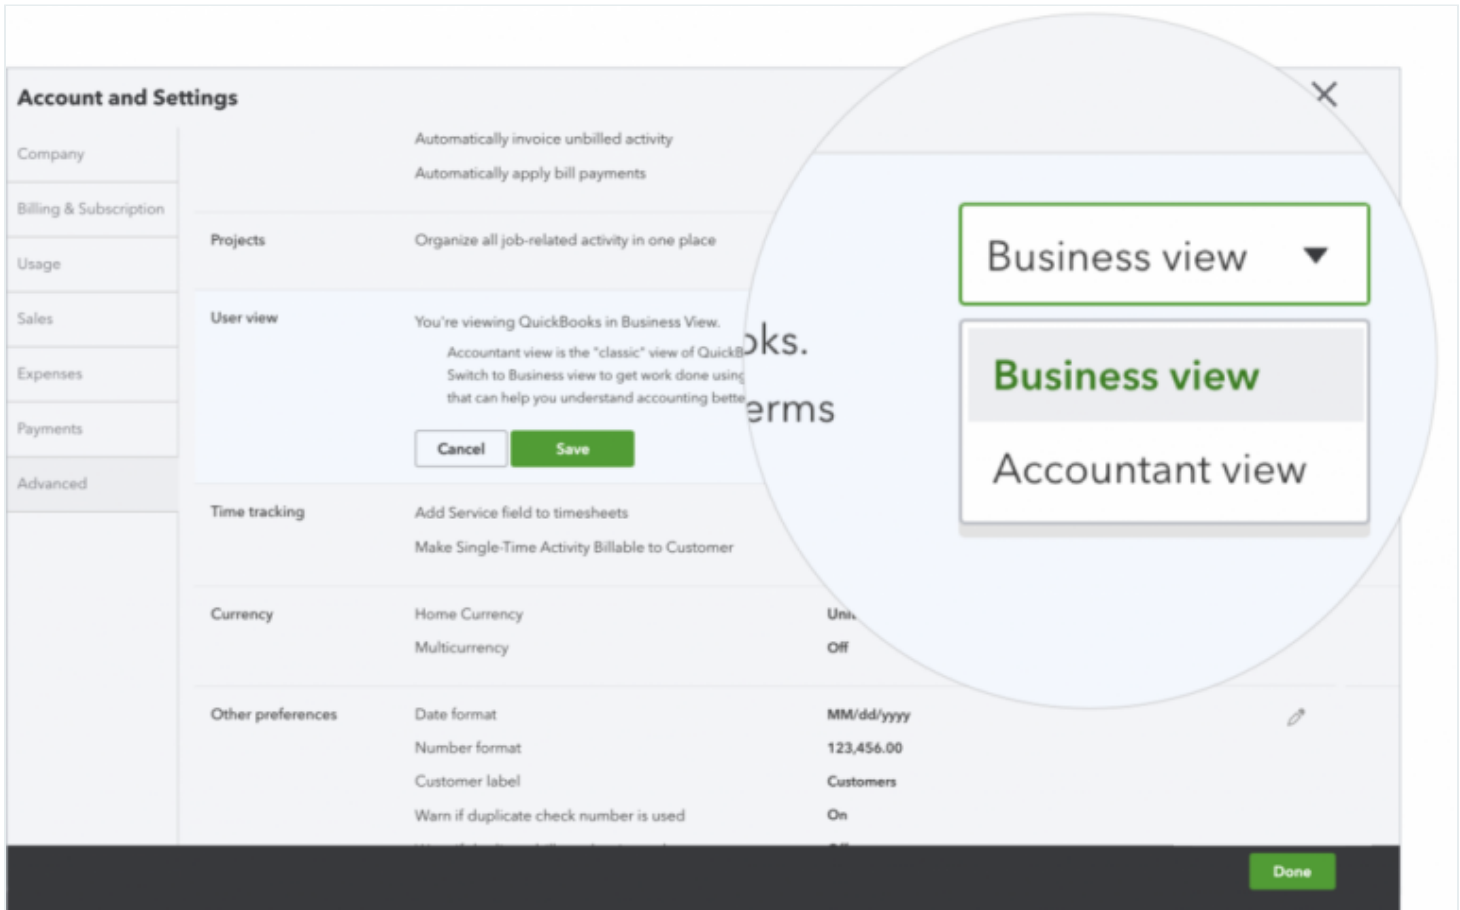 Account and Settings
Company
Billing & Subscription
Usage
Sales
Expenses
Payments
Advanced
Automatically invoice unbilled activity
Automatically apply bill payments
Projects
Organize all job-related activity in one place
User view
You're viewing QuickBooks in Business View.
Accountant view is the "classic" view of
Switch to Business view to get work done using
that can help you understand accounting
Cancel
Save
Business view
Business view
Accountant view
Time tracking
Add Service field to timesheets
Make Single-Time Activity Billable to Customer
Currency
Home Currency
Multicurrency
Off
Other preferences
Date format
MM/dd/yyyy
Number format
123,456.00
Customer label
Customers
Warn if duplicate check number is used
On
Done